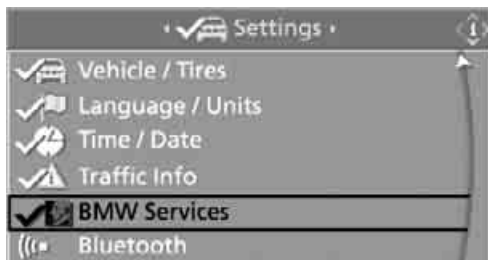 Settings
Vehicle / Tires
Language / Units
Time / Date
Traffic Info
BMW Services
Bluetooth